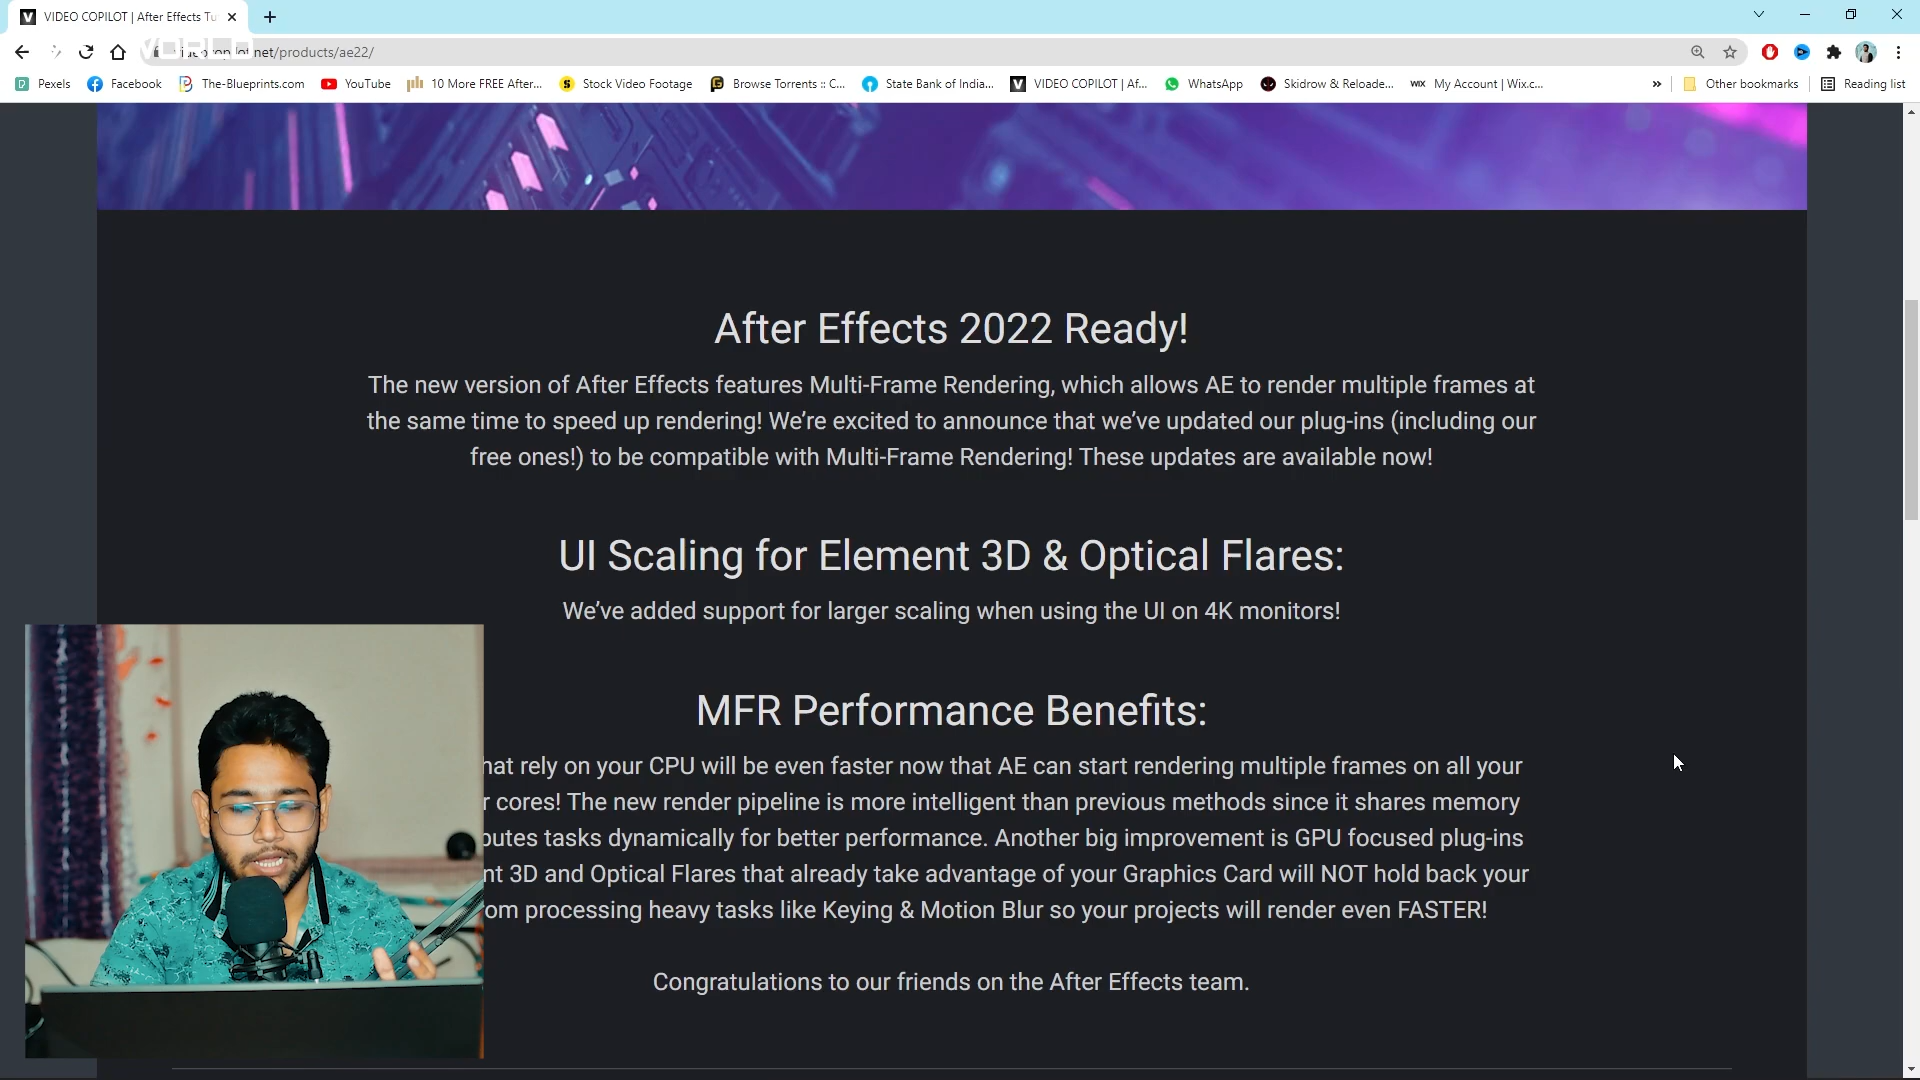 VIDEO COPILOT | After Effects Tu
net/products/ae22/
Pexels
Facebook
The-Blueprints.com
YouTube
10 More FREE After...
Stock Video Footage
Browse Torrents :: C...
State Bank of India...
VIDEO COPILOT | Af...
WhatsApp
Skidrow & Reloade...
WIX
My Account | Wix.c...
»
Other bookmarks
Reading list
After Effects 2022 Ready!
The new version of After Effects features Multi-Frame Rendering, which allows AE to render multiple frames at
the same time to speed up rendering! We’re excited to announce that we’ve updated our plug-ins (including our
free ones!) to be compatible with Multi-Frame Rendering! These updates are available now!
UI Scaling for Element 3D & Optical Flares:
We’ve added support for larger scaling when using the UI on 4K monitors!
MFR Performance Benefits:
hat rely on your CPU will be even faster now that AE can start rendering multiple frames on all your
r cores! The new render pipeline is more intelligent than previous methods since it shares memory
butes tasks dynamically for better performance. Another big improvement is GPU focused plug-ins
nt 3D and Optical Flares that already take advantage of your Graphics Card will NOT hold back your
om processing heavy tasks like Keying & Motion Blur so your projects will render even FASTER!
Congratulations to our friends on the After Effects team.